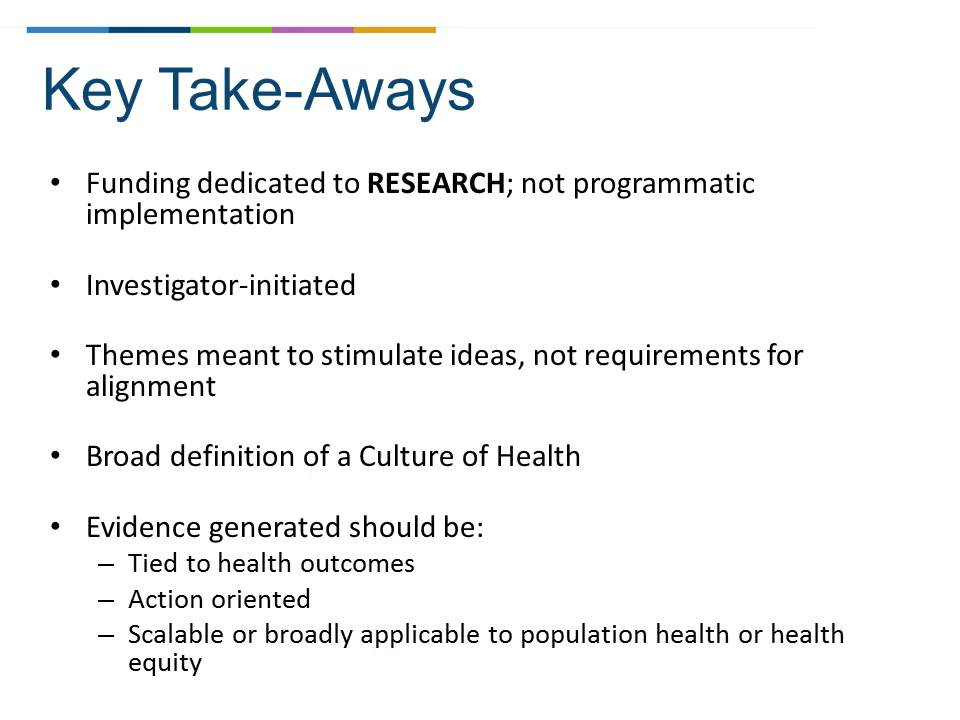 Key Take-Aways
• Funding dedicated to RESEARCH; not programmatic
implementation
• Investigator-initiated
• Themes meant to stimulate ideas, not requirements for
alignment
• Broad definition of a Culture of Health
• Evidence generated should be:
– Tied to health outcomes
– Action oriented
– Scalable or broadly applicable to population health or health
equity